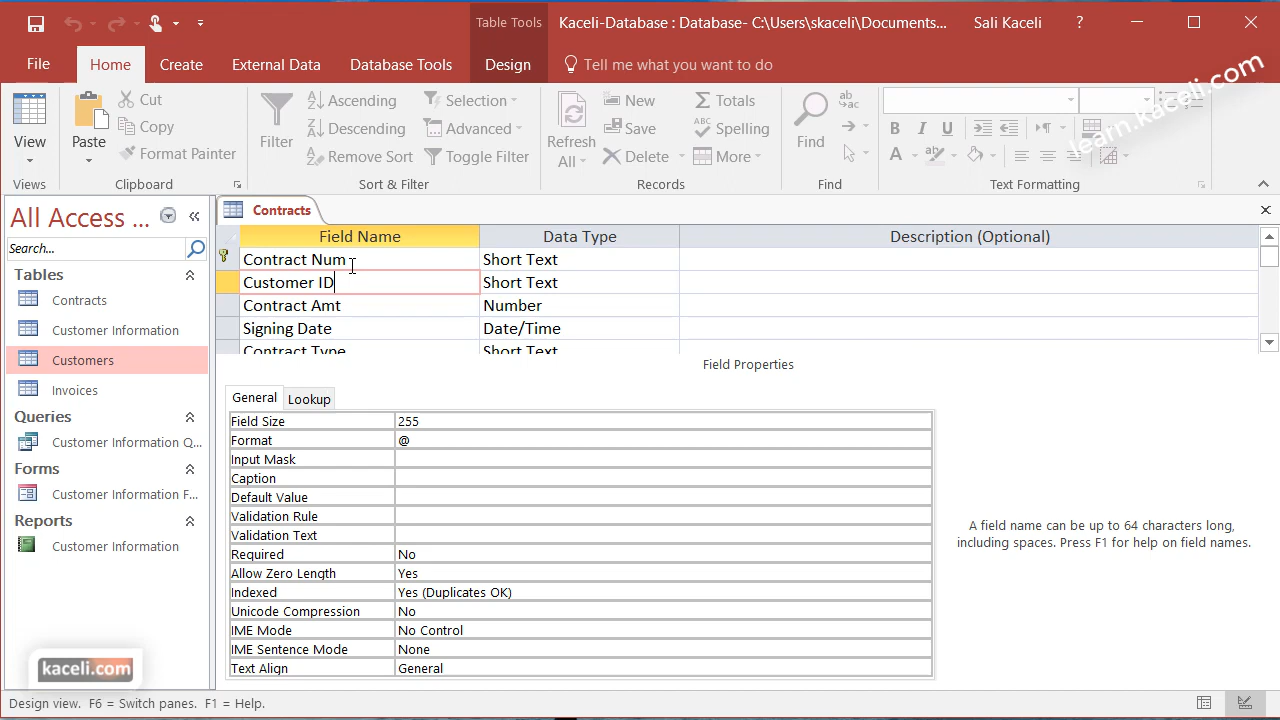 Table Tools
Kaceli-Database : Database- C:\Users\skaceli\Documents...
Sali Kaceli
?
File
Home
Create
External Data
Database Tools
Design
Tell me what you want to do
learn.kaceli.com
View
Paste
Cut
Copy
Format Painter
Filter
Ascending
Descending
Remove Sort
Selection
Advanced
Toggle Filter
Refresh
All
New
Save
Delete
Totals
Spelling
More
Find
B I U
A
Views
Clipboard
Sort & Filter
Records
Find
Text Formatting
All Access ...
Search...
Tables
Contracts
Customer Information
Customers
Invoices
Queries
Customer Information Q...
Forms
Customer Information F...
Reports
Customer Information
Contracts
Field Name Data Type Description (Optional)
Contract Num Short Text
Customer ID Short Text
Contract Amt Number
Signing Date Date/Time
Contract Type Short Text
Field Properties
General
Lookup
Field Size 255
Format @
Input Mask
Caption
Default Value
Validation Rule
Validation Text
Required No
Allow Zero Length Yes
Indexed Yes (Duplicates OK)
Unicode Compression No
IME Mode No Control
IME Sentence Mode None
Text Align General
A field name can be up to 64 characters long,
including spaces. Press F1 for help on field names.
kaceli.com
Design view. F6 = Switch panes. F1 = Help.